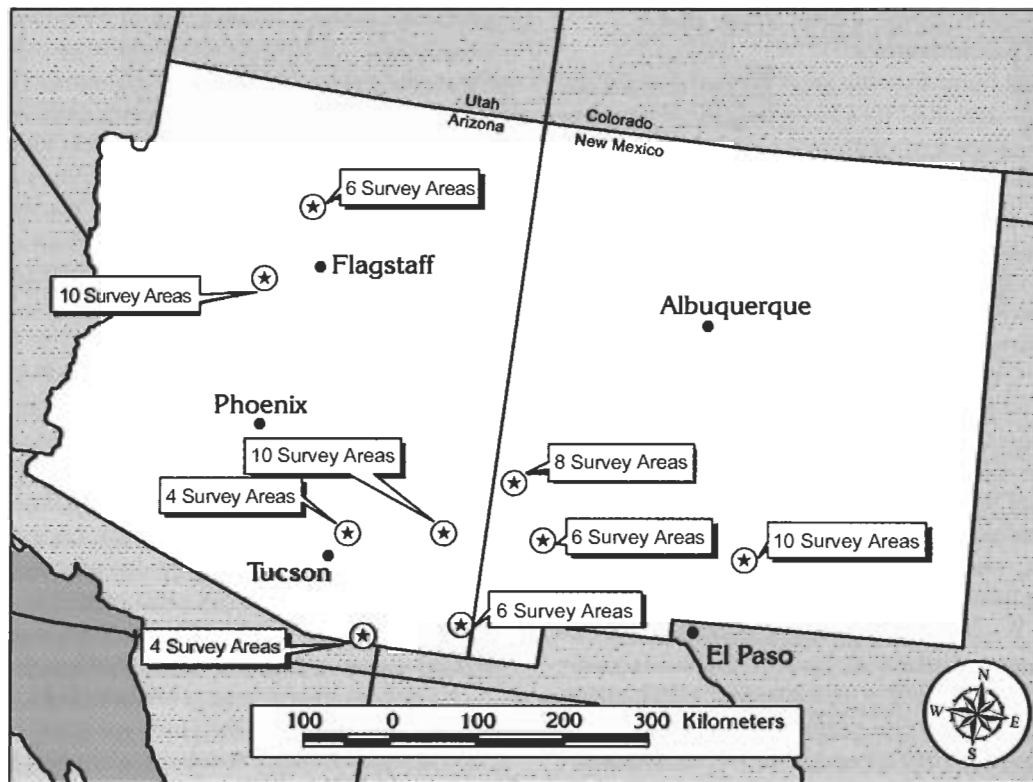 Utah
Arizona
Colorado
New Mexico
6 Survey Areas
Flagstaff
10 Survey Areas
Albuquerque
Phoenix
10 Survey Areas
8 Survey Areas
4 Survey Areas
6 Survey Areas
10 Survey Areas
Tucson
6 Survey Areas
4 Survey Areas
El Paso
N
W
E
S
100 0 100 200 300 Kilometers